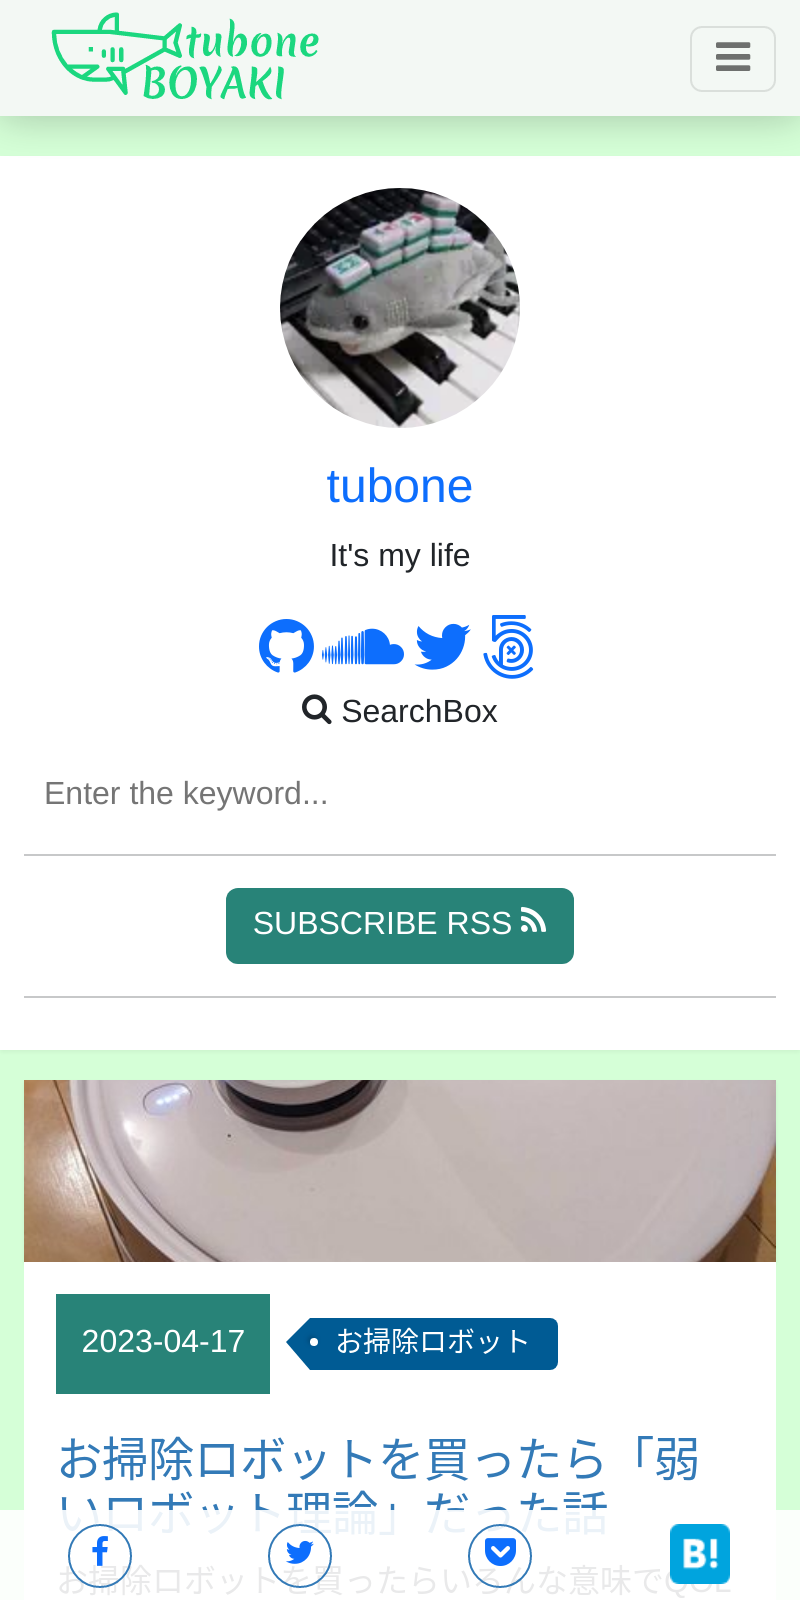 tubone
BOYAKI
tubone
It's my life
SearchBox
Enter the keyword...
SUBSCRIBE RSS
2023-04-17
お掃除ロボット
お掃除ロボットを買ったら「弱
いロボット理論」だった話
お掃除ロボットを買ったらいろんな意味でQOL
B!